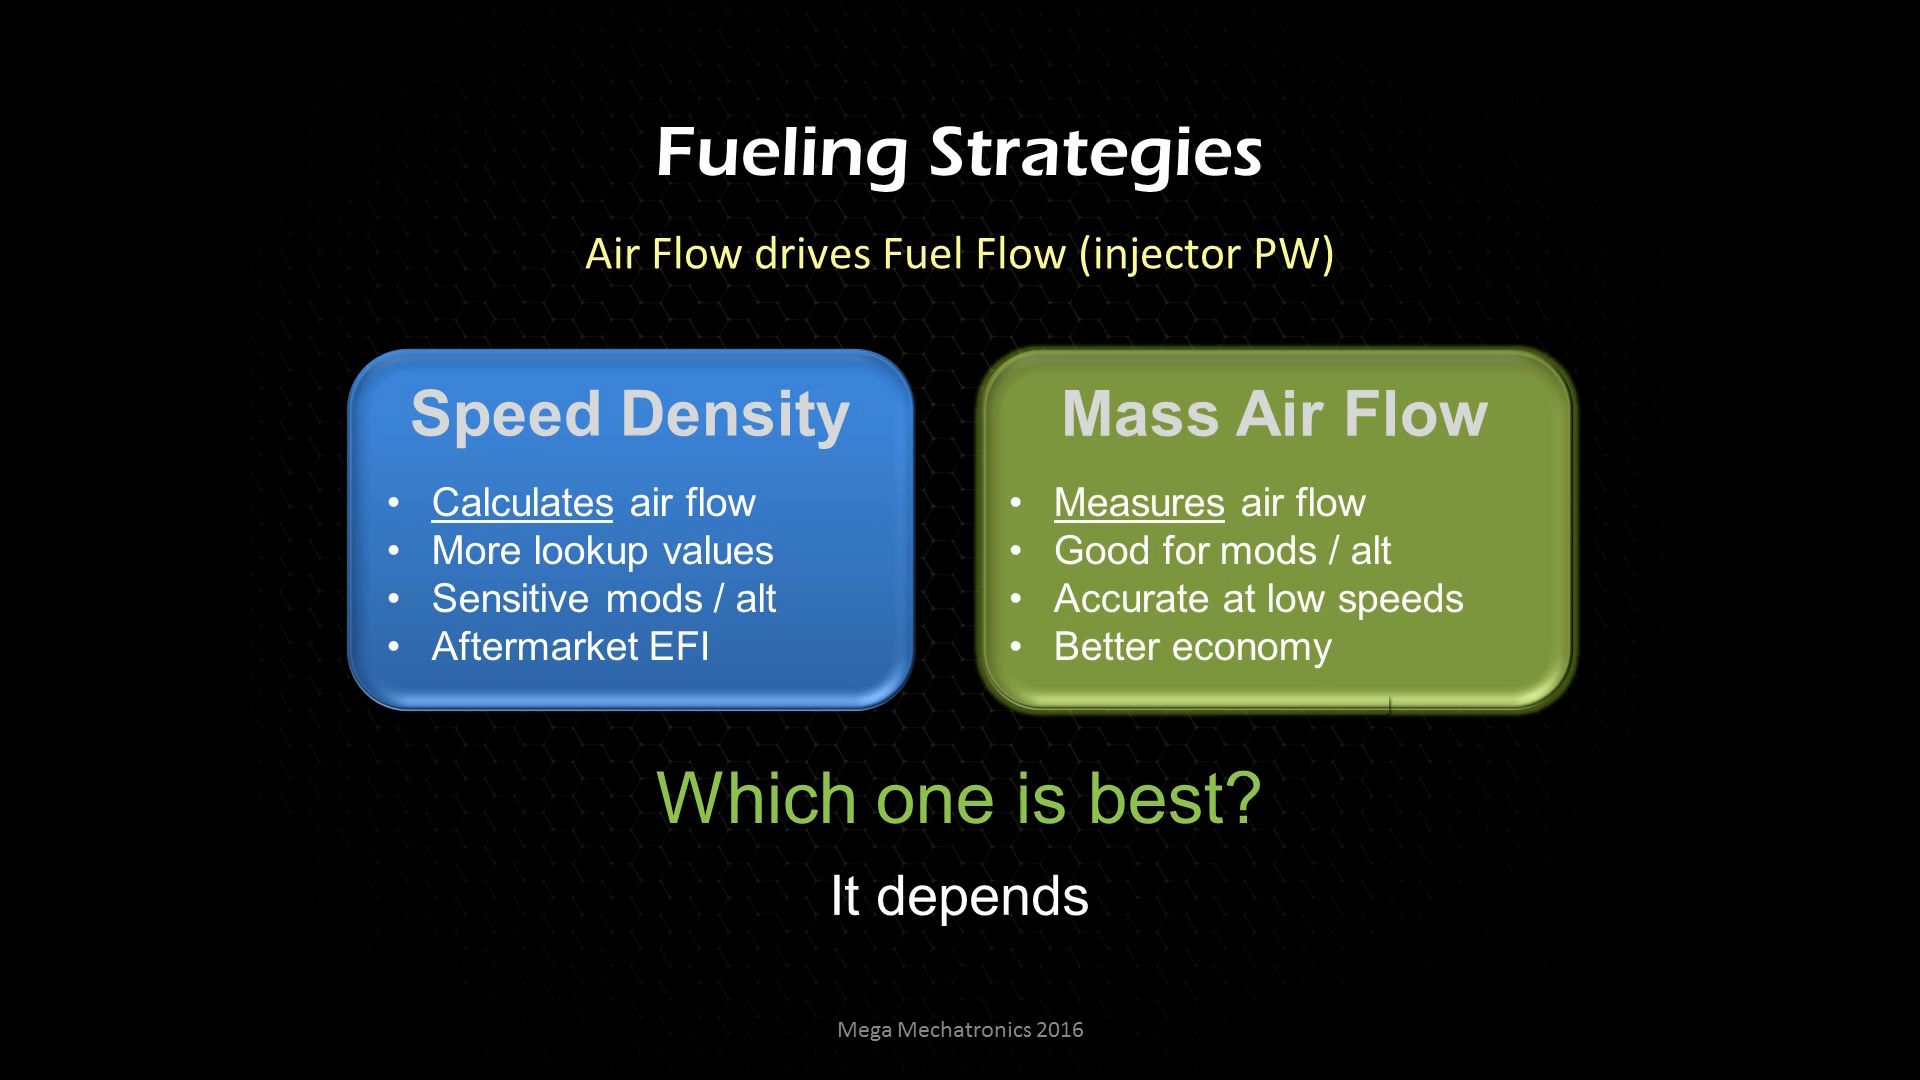 Fueling Strategies
Air Flow drives Fuel Flow (injector PW)
Speed Density
• Calculates air flow
• More lookup values
• Sensitive mods / alt
• Aftermarket EFI
Mass Air Flow
• Measures air flow
• Good for mods / alt
• Accurate at low speeds
• Better economy
Which one is best?
It depends
Mega Mechatronics 2016